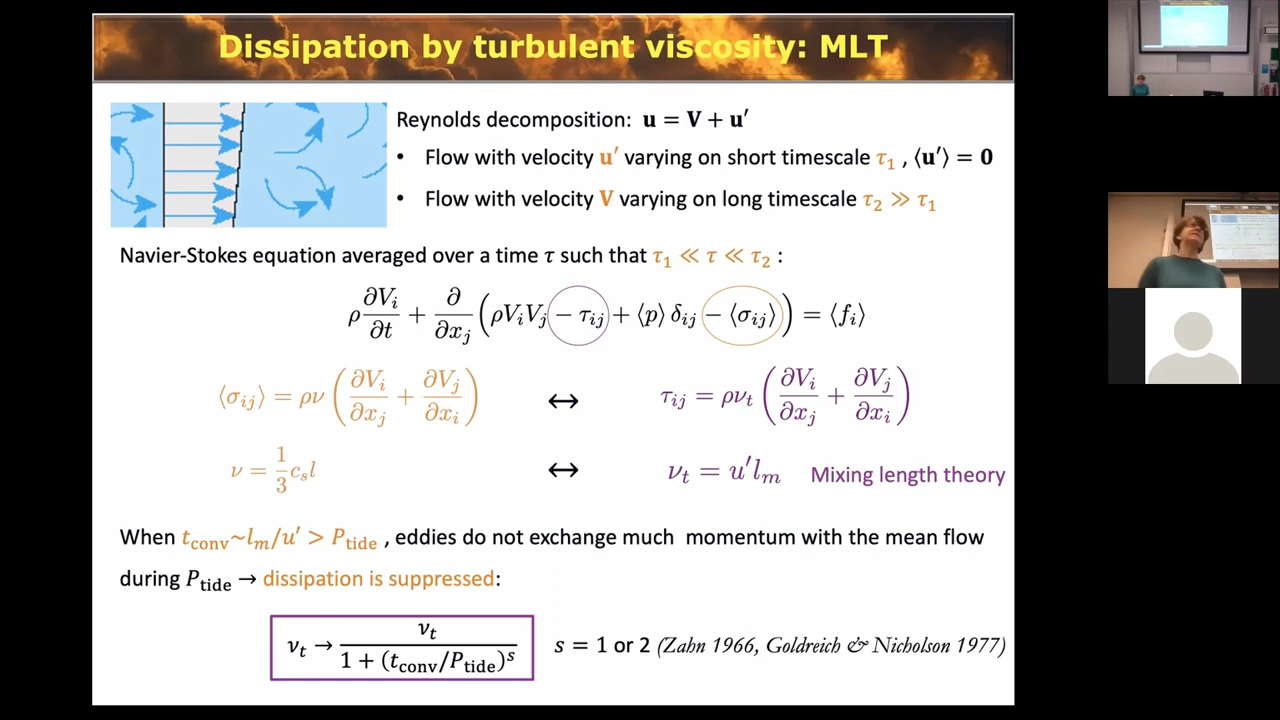 Dissipation by turbulent viscosity: MLT
Reynolds decomposition: u = V + u′
• Flow with velocity u′ varying on short timescale τ₁ , ⟨u′⟩ = 0
• Flow with velocity V varying on long timescale τ₂ ≫ τ₁
Navier-Stokes equation averaged over a time τ such that τ₁ ≪ τ ≪ τ₂ :
ρ ∂Vᵢ/∂t + ∂/∂xⱼ (ρVᵢVⱼ − τᵢⱼ + ⟨p⟩ δᵢⱼ − ⟨σᵢⱼ⟩) = ⟨fᵢ⟩
⟨σᵢⱼ⟩ = ρν (∂Vᵢ/∂xⱼ + ∂Vⱼ/∂xᵢ) ↔ τᵢⱼ = ρνₜ (∂Vᵢ/∂xⱼ + ∂Vⱼ/∂xᵢ)
ν = 1/3 cₛl ↔ νₜ = u′lₘ Mixing length theory
When t_conv~lₘ/u′ > P_tide , eddies do not exchange much momentum with the mean flow
during P_tide → dissipation is suppressed:
νₜ → νₜ / 1 + (t_conv/P_tide)ˢ s = 1 or 2 (Zahn 1966, Goldreich & Nicholson 1977)